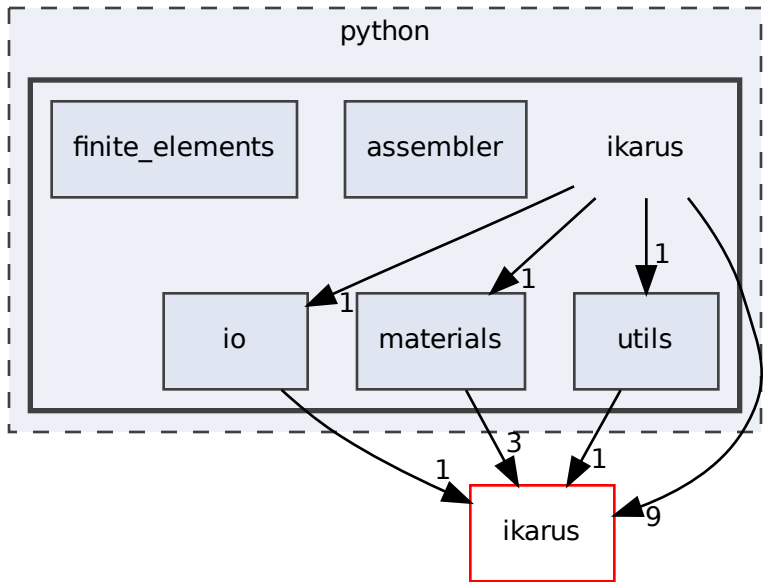 python
finite_elements
assembler
ikarus
1
1
1
io
materials
utils
1
3
1
9
ikarus